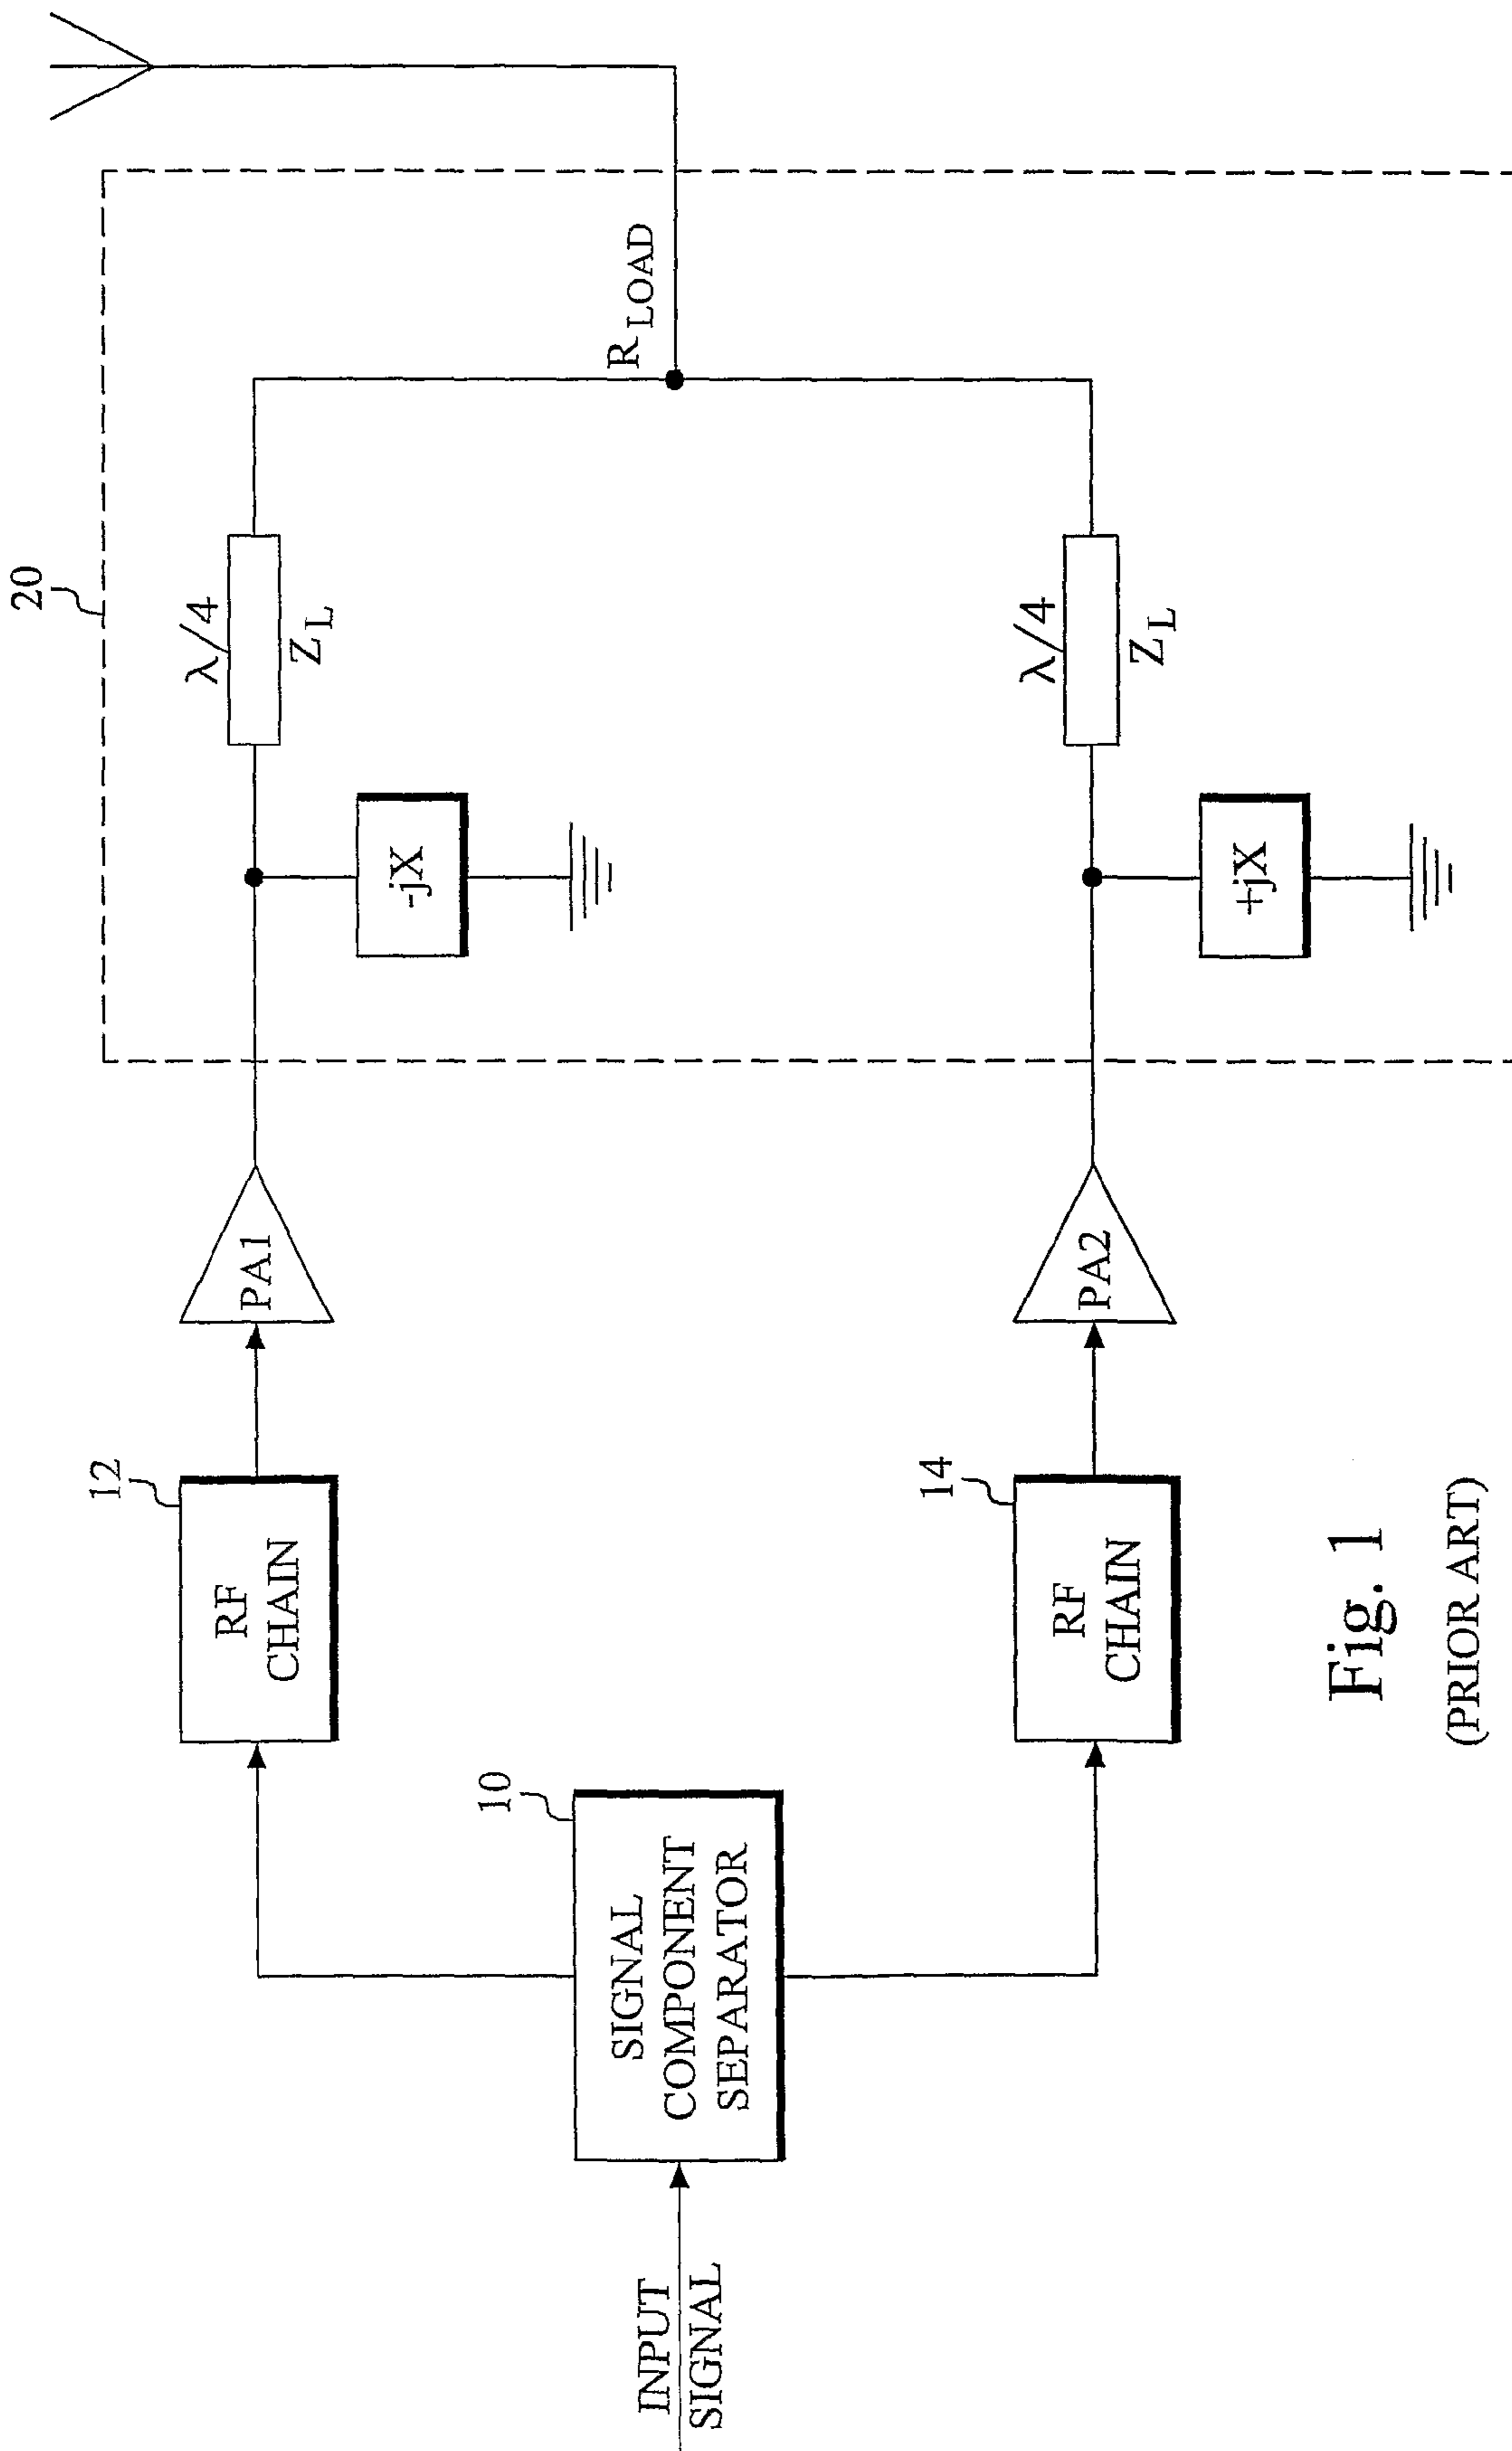 INPUT
SIGNAL
10
SIGNAL
COMPONENT
SEPARATOR
12
RF
CHAIN
14
RF
CHAIN
PA1
PA2
20
-jX
+jX
λ/4
Z_L
λ/4
Z_L
R_LOAD
Fig. 1
(PRIOR ART)